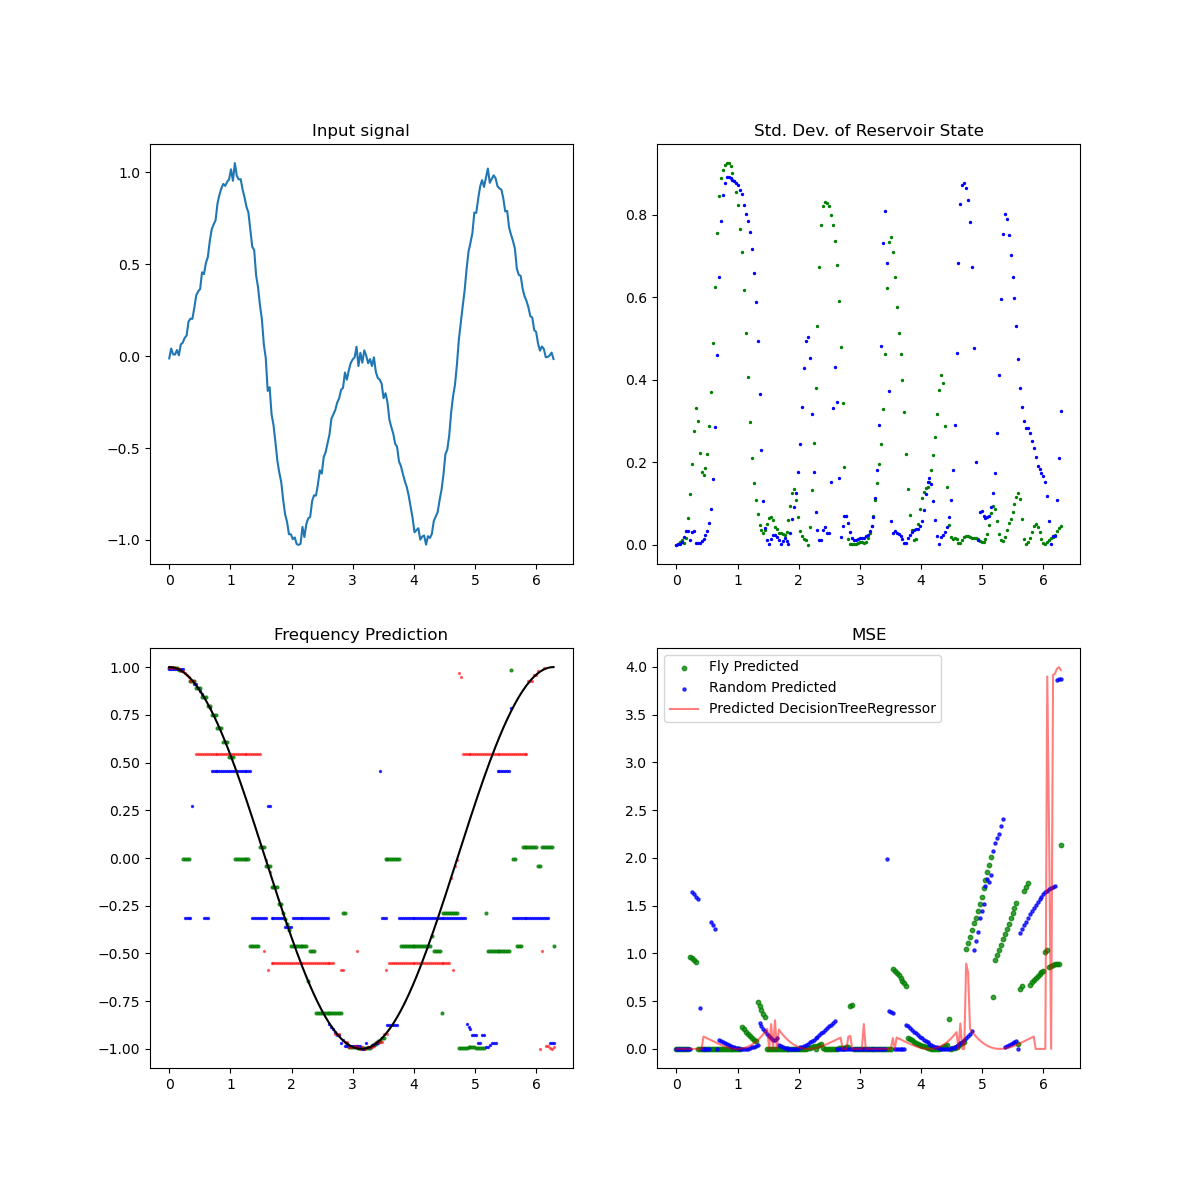 Input signal
1.0
0.5
0.0
−0.5
−1.0
0 1 2 3 4 5 6
Std. Dev. of Reservoir State
0.8
0.6
0.4
0.2
0.0
0 1 2 3 4 5 6
Frequency Prediction
1.00
0.75
0.50
0.25
0.00
−0.25
−0.50
−0.75
−1.00
0 1 2 3 4 5 6
MSE
Fly Predicted
Random Predicted
Predicted DecisionTreeRegressor
4.0
3.5
3.0
2.5
2.0
1.5
1.0
0.5
0.0
0 1 2 3 4 5 6